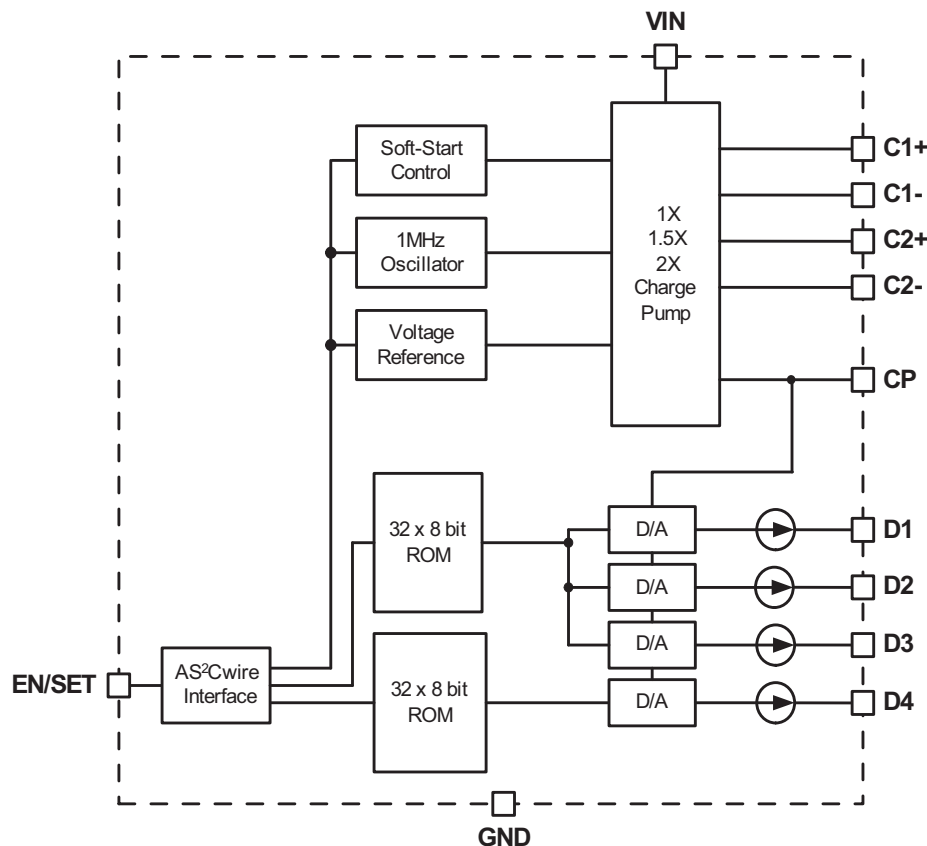 VIN
Soft-Start
Control
1MHz
Oscillator
Voltage
Reference
1X
1.5X
2X
Charge
Pump
C1+
C1-
C2+
C2-
CP
32 x 8 bit
ROM
D/A
D1
D/A
D2
D/A
D3
D/A
D4
EN/SET
AS²Cwire
Interface
32 x 8 bit
ROM
GND